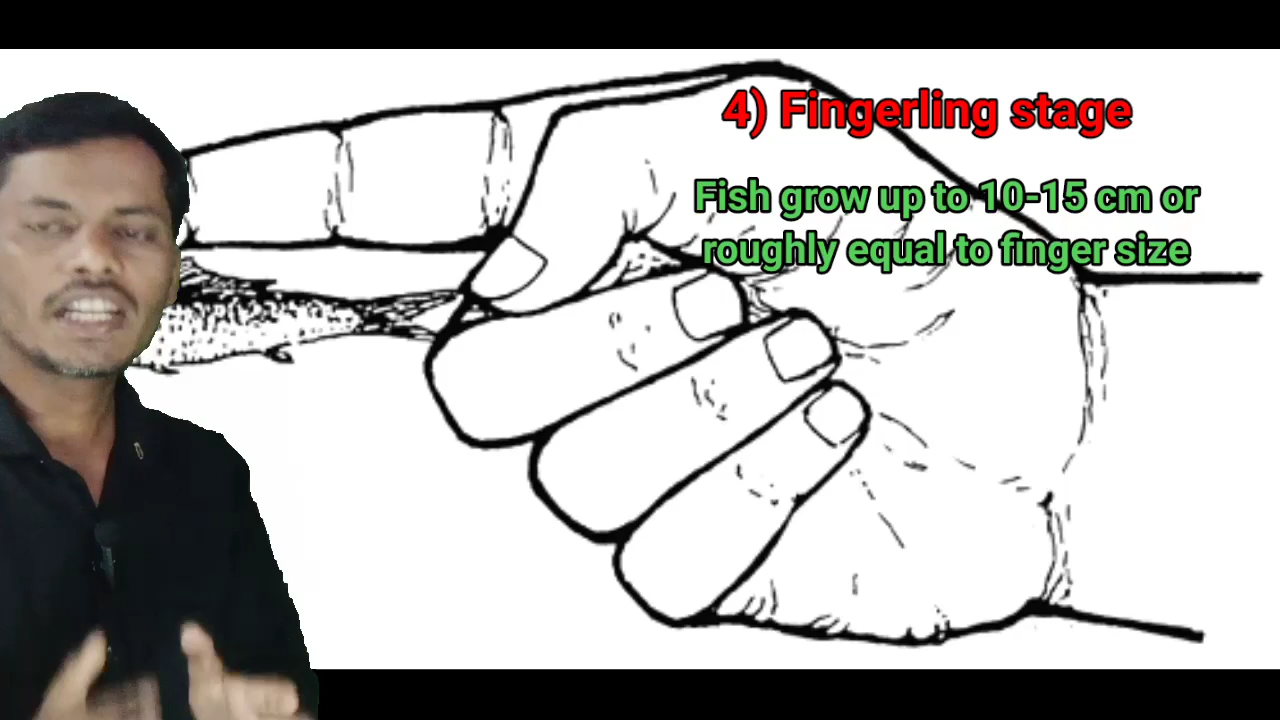 4) Fingerling stage
Fish grow up to 10-15 cm or
roughly equal to finger size